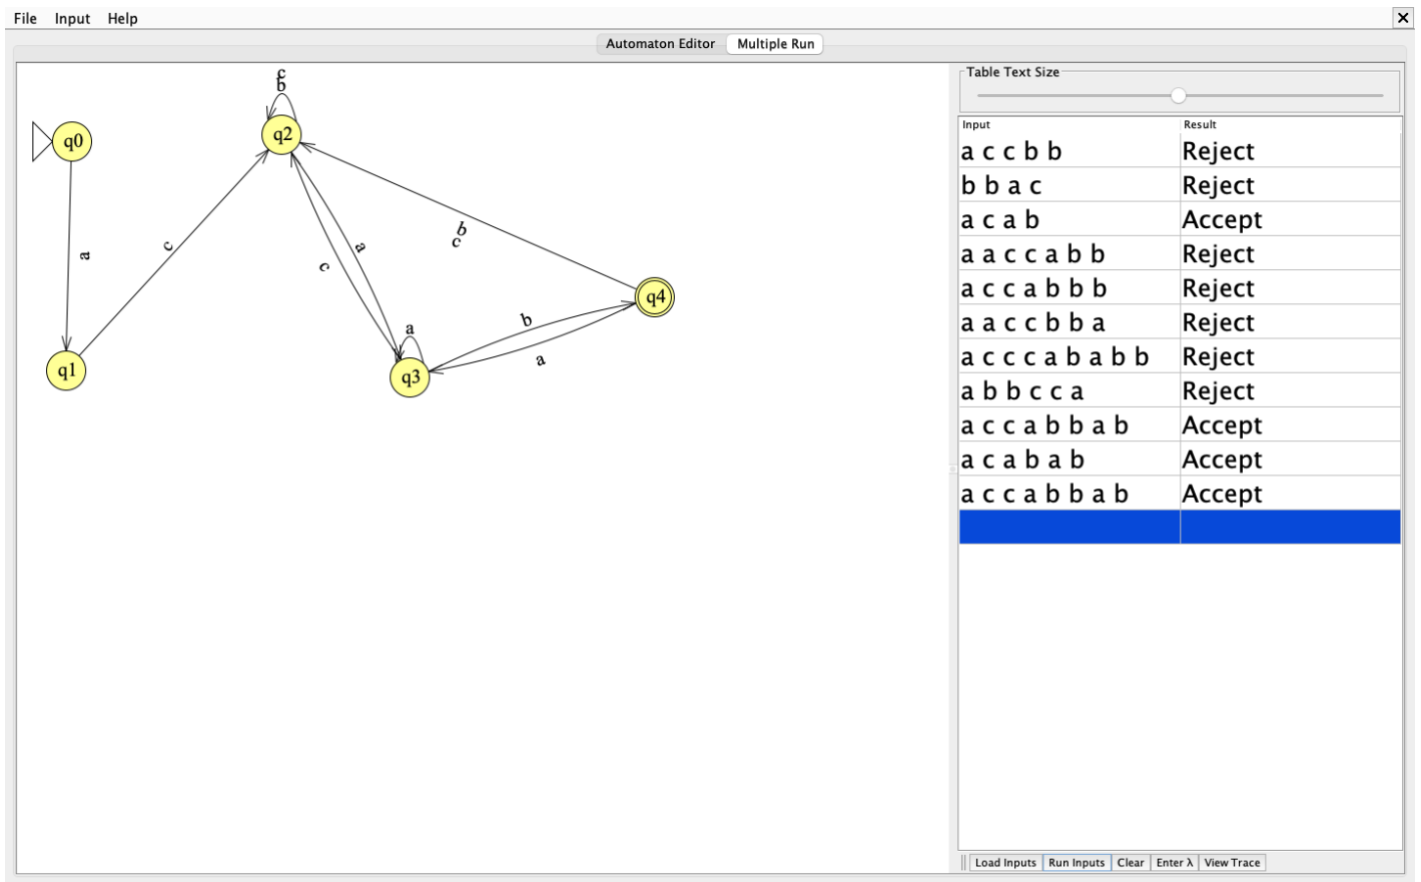 File Input Help
Automaton Editor Multiple Run
Table Text Size
Input Result
a c c b b Reject
b b a c Reject
a c a b Accept
a a c c a b b Reject
a c c a b b b Reject
a a c c b b a Reject
a c c c a b a b b Reject
a b b c c a Reject
a c c a b b a b Accept
a c a b a b Accept
a c c a b b a b Accept
Load Inputs Run Inputs Clear Enter λ View Trace
c
b
q0
q2
a
c
a
c
b
c
q4
b
a
a
q1
q3